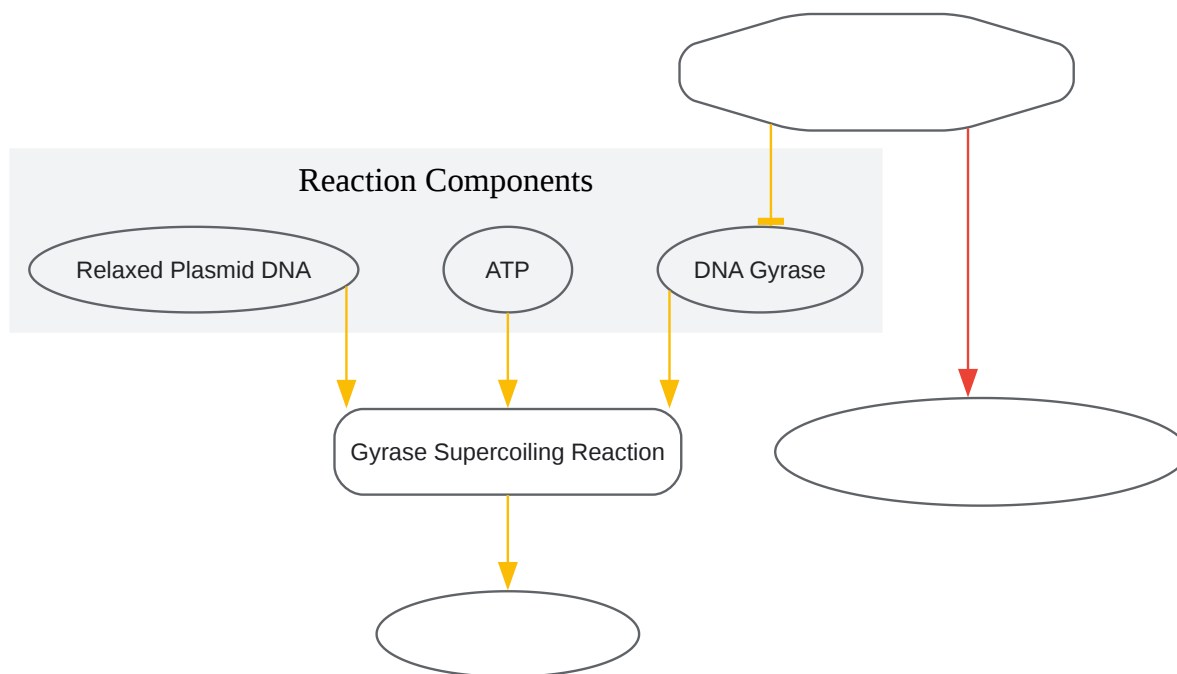 Reaction Components
Relaxed Plasmid DNA
ATP
DNA Gyrase
Gyrase Supercoiling Reaction